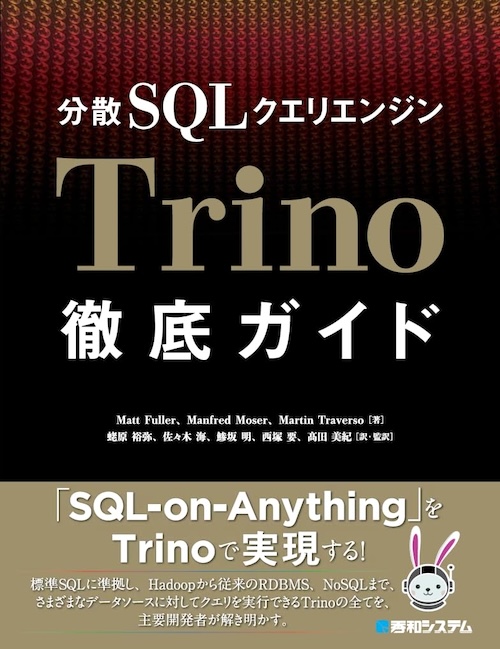 分散SQLクエリエンジン
Trino
徹底ガイド
Matt Fuller、Manfred Moser、Martin Traverso [著]
蛯原 裕弥、佐々木 海、鯵坂 明、西塚 要、高田 美紀 [訳・監訳]
「SQL-on-Anything」を
Trinoで実現する!
標準SQLに準拠し、Hadoopから従来のRDBMS、NoSQLまで、
さまざまなデータソースに対してクエリを実行できるTrinoの全てを、
主要開発者が解き明かす。
秀和システム